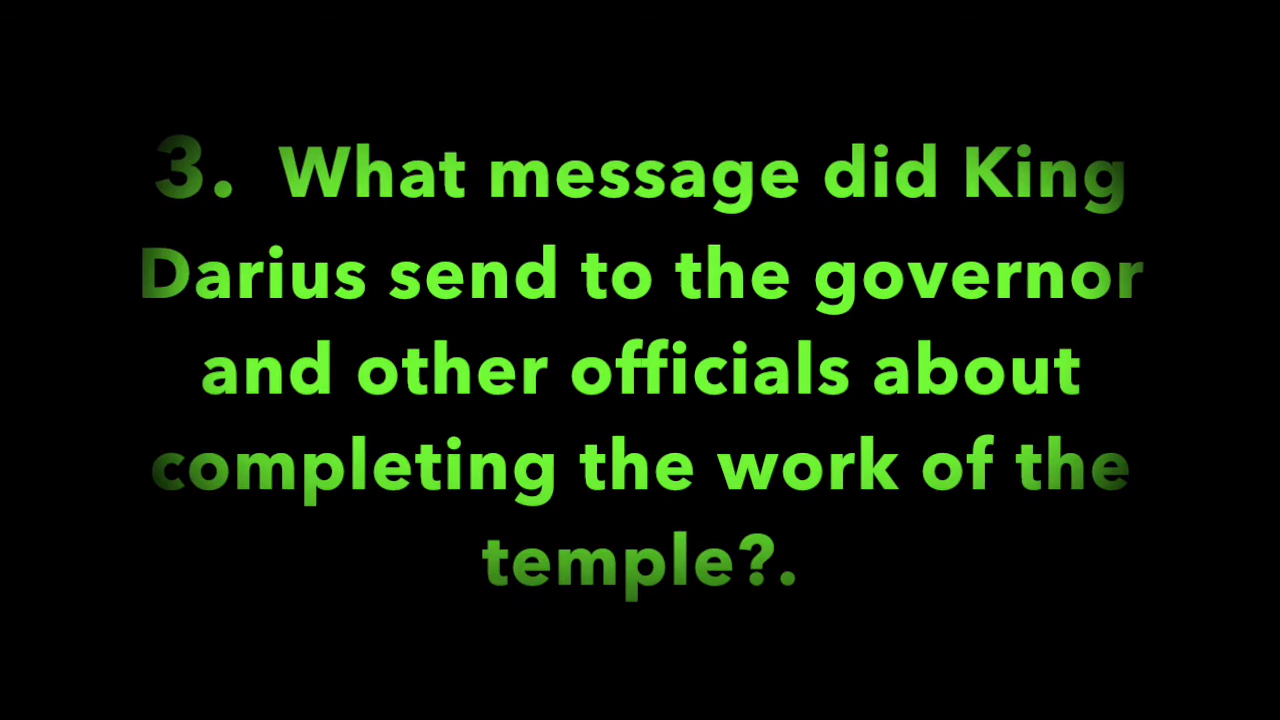 3. What message did King
Darius send to the governor
and other officials about
completing the work of the
temple?.